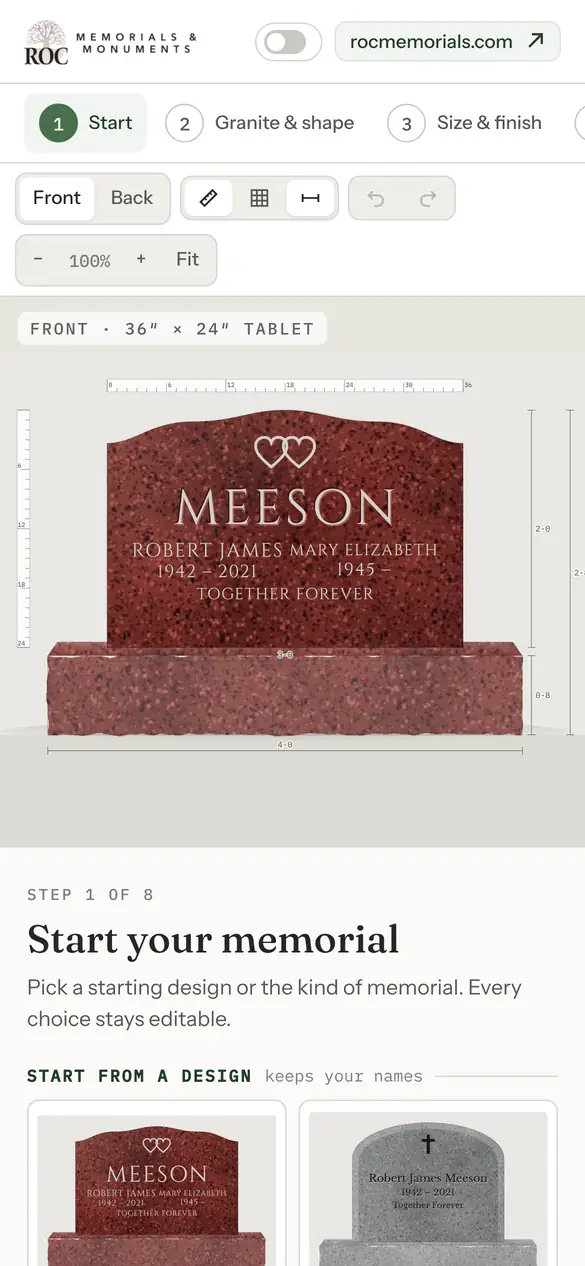 ROC MEMORIALS & MONUMENTS
rocmemorials.com
1 Start
2 Granite & shape
3 Size & finish
Front Back
− 100% + Fit
FRONT · 36″ × 24″ TABLET
0 6 12 18 24 30 36
6
12
18
24
MEESON
ROBERT JAMES MARY ELIZABETH
1942 – 2021 1945 –
TOGETHER FOREVER
2-0
3-0
0-8
4-0
STEP 1 OF 8
Start your memorial
Pick a starting design or the kind of memorial. Every
choice stays editable.
START FROM A DESIGN keeps your names
MEESON
ROBERT JAMES MARY ELIZABETH
1942 – 2021 1945 –
TOGETHER FOREVER
Robert James Meeson
1942 – 2021
Together Forever